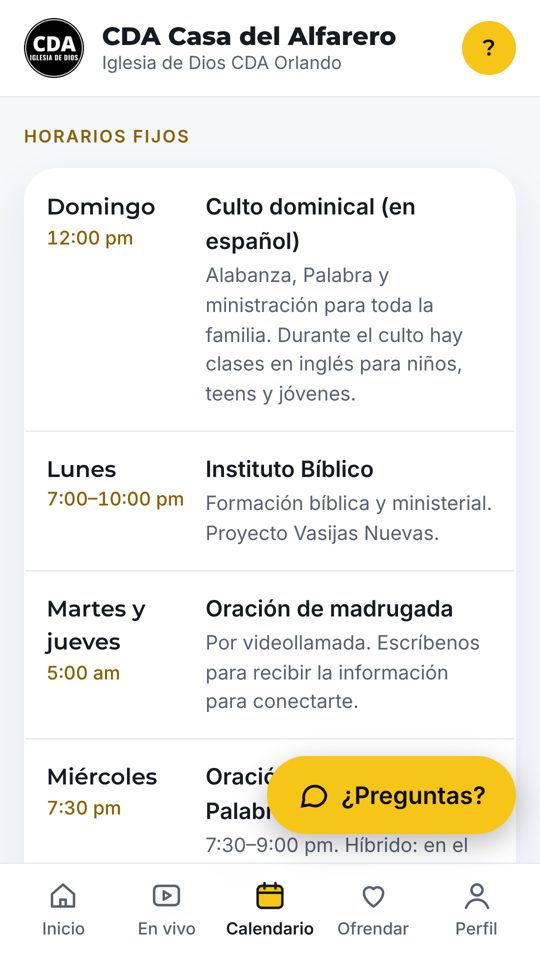 CDA
IGLESIA DE DIOS
CDA Casa del Alfarero
Iglesia de Dios CDA Orlando
?
HORARIOS FIJOS
Domingo
12:00 pm
Culto dominical (en
español)
Alabanza, Palabra y
ministración para toda la
familia. Durante el culto hay
clases en inglés para niños,
teens y jóvenes.
Lunes
7:00–10:00 pm
Instituto Bíblico
Formación bíblica y ministerial.
Proyecto Vasijas Nuevas.
Martes y
jueves
5:00 am
Oración de madrugada
Por videollamada. Escríbenos
para recibir la información
para conectarte.
Miércoles
7:30 pm
7:30–9:00 pm. Híbrido: en el
¿Preguntas?
Inicio
En vivo
Calendario
Ofrendar
Perfil